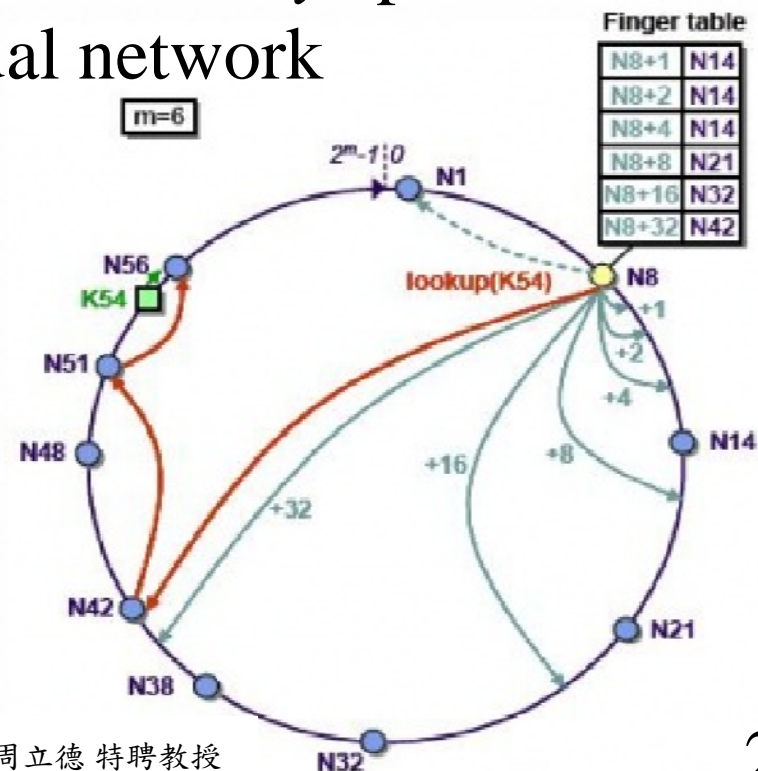 al network
Finger table
N8+1 N14
N8+2 N14
N8+4 N14
N8+8 N21
N8+16 N32
N8+32 N42
m=6
2ᵐ-1 0
N1
N56
K54
lookup(K54)
N8
+1
+2
+4
N51
N48
+16
+8
N14
+32
N42
N21
N38
N32
周立德 特聘教授